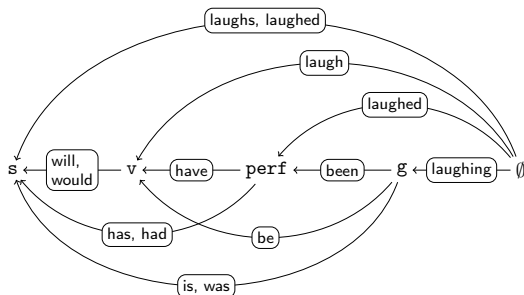 laughs, laughed
laugh
laughed
s
will,
would
v
have
perf
been
g
laughing
∅
has, had
be
is, was